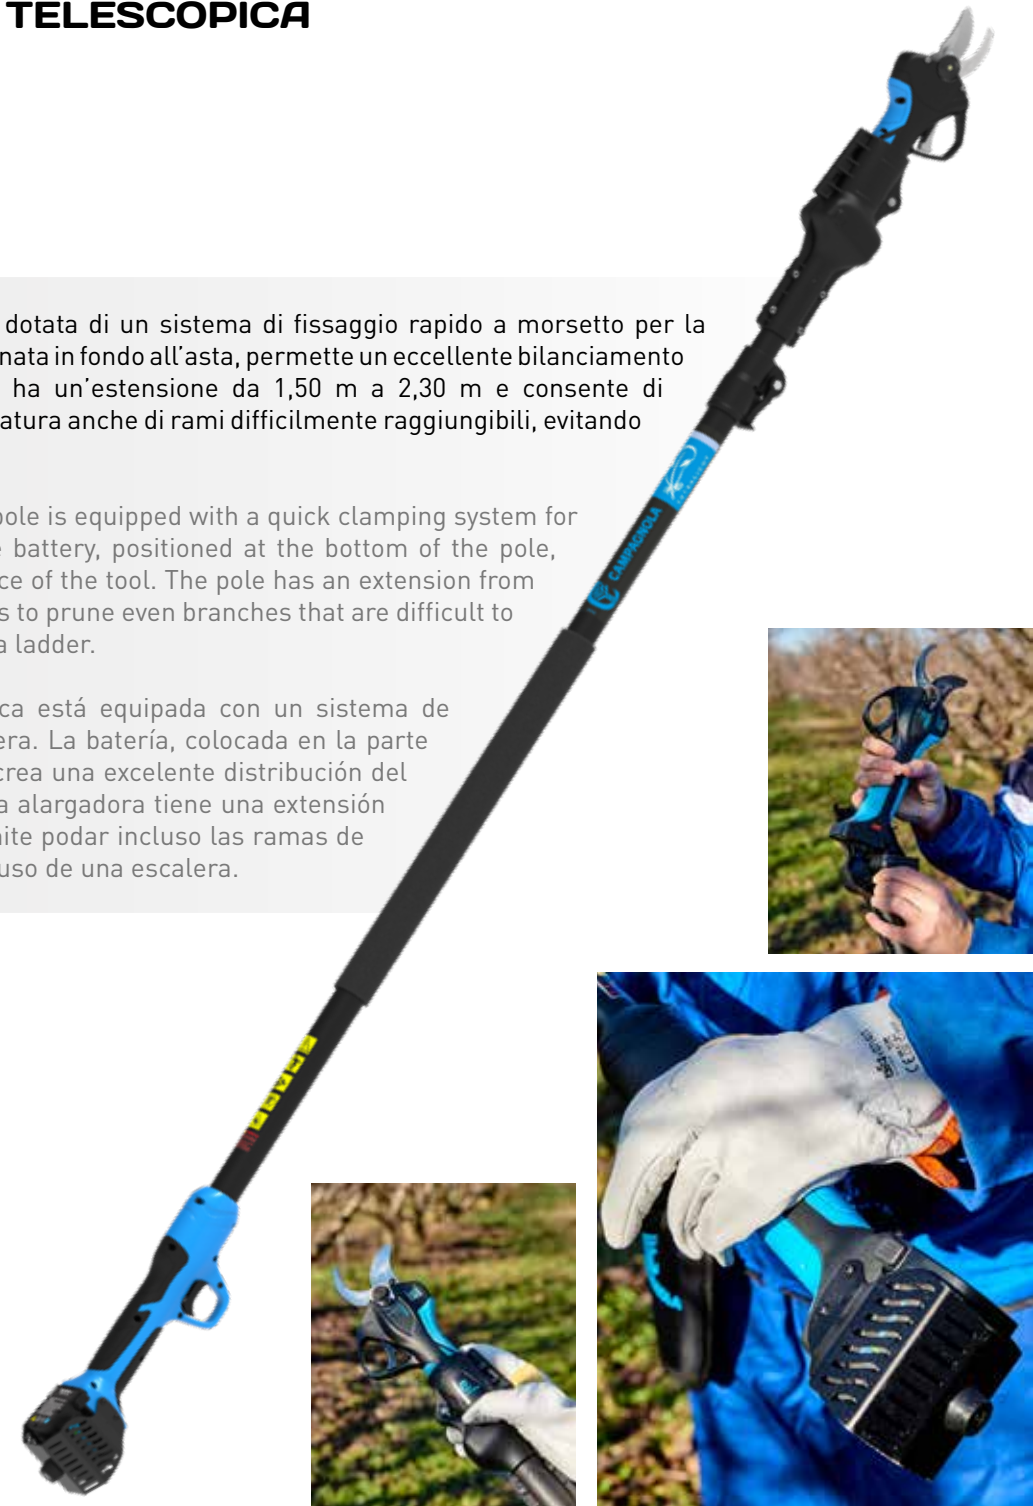 TELESCOPICA
dotata di un sistema di fissaggio rapido a morsetto per la
nata in fondo all’asta, permette un eccellente bilanciamento
ha un’estensione da 1,50 m a 2,30 m e consente di
atura anche di rami difficilmente raggiungibili, evitando
pole is equipped with a quick clamping system for
battery, positioned at the bottom of the pole,
ce of the tool. The pole has an extension from
s to prune even branches that are difficult to
a ladder.
ca está equipada con un sistema de
era. La batería, colocada en la parte
crea una excelente distribución del
a alargadora tiene una extensión
ite podar incluso las ramas de
uso de una escalera.
CAMPAGNOLA